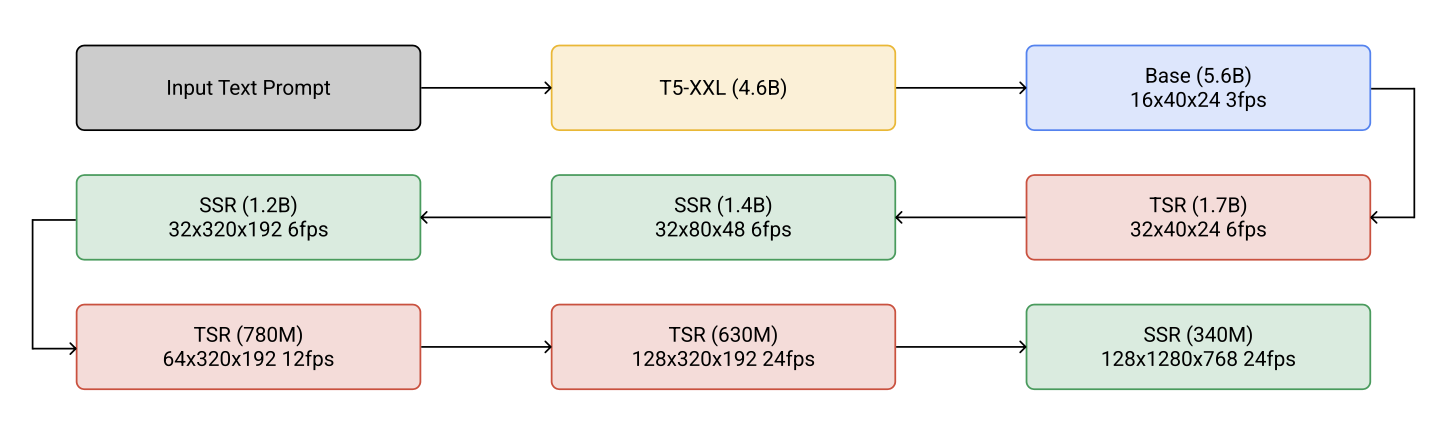 Input Text Prompt
T5-XXL (4.6B)
Base (5.6B)
16x40x24 3fps
TSR (1.7B)
32x40x24 6fps
SSR (1.4B)
32x80x48 6fps
SSR (1.2B)
32x320x192 6fps
TSR (780M)
64x320x192 12fps
TSR (630M)
128x320x192 24fps
SSR (340M)
128x1280x768 24fps